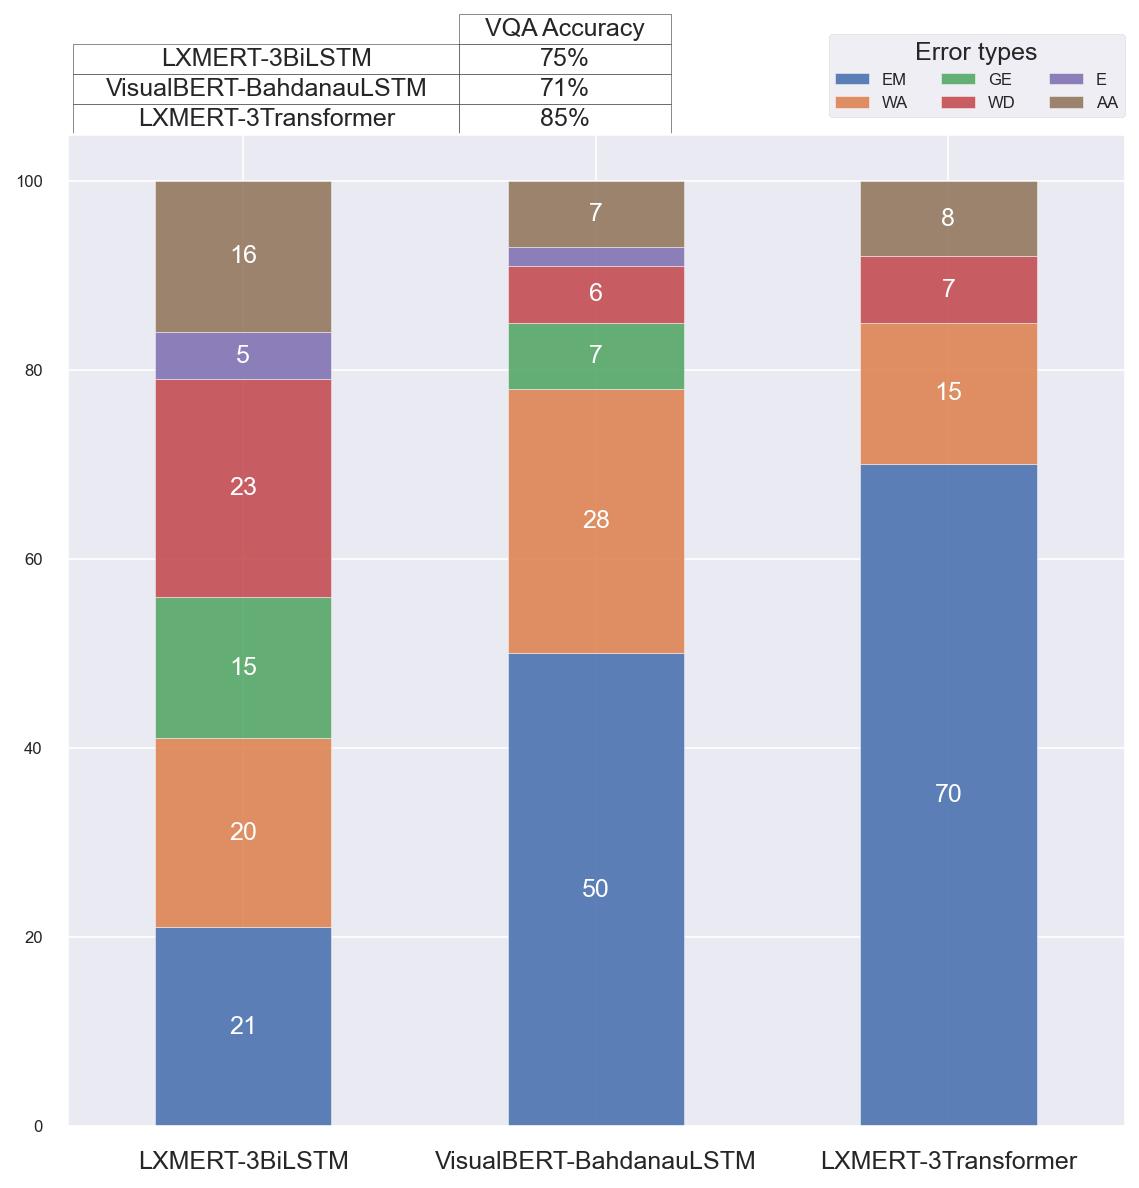 VQA Accuracy
LXMERT-3BiLSTM 75%
VisualBERT-BahdanauLSTM 71%
LXMERT-3Transformer 85%
Error types
EM GE E
WA WD AA
100
80
60
40
20
0
16
5
23
15
20
21
7
6
7
28
50
8
7
15
70
LXMERT-3BiLSTM VisualBERT-BahdanauLSTM LXMERT-3Transformer